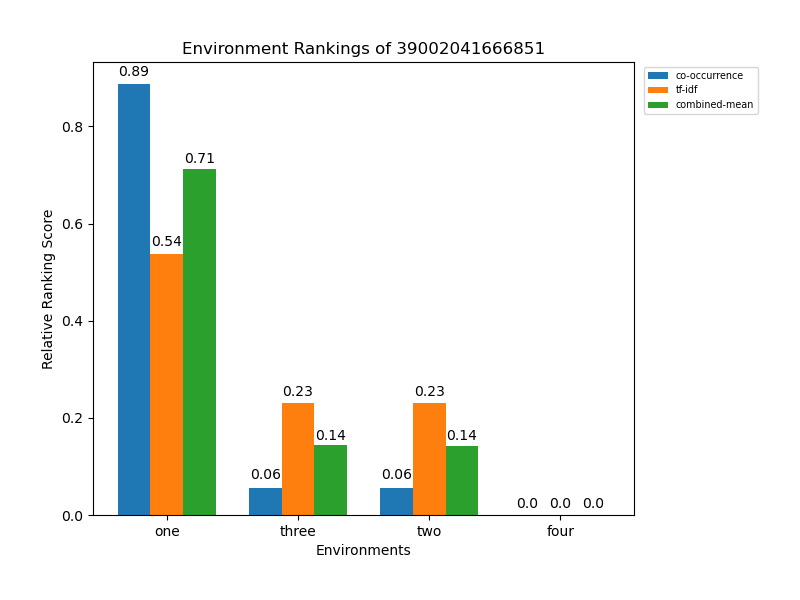 Environment Rankings of 39002041666851
co-occurrence
tf-idf
combined-mean
Relative Ranking Score
0.8
0.6
0.4
0.2
0.0
0.89
0.54
0.71
0.06
0.23
0.14
0.06
0.23
0.14
0.0
0.0
0.0
one
three
two
four
Environments